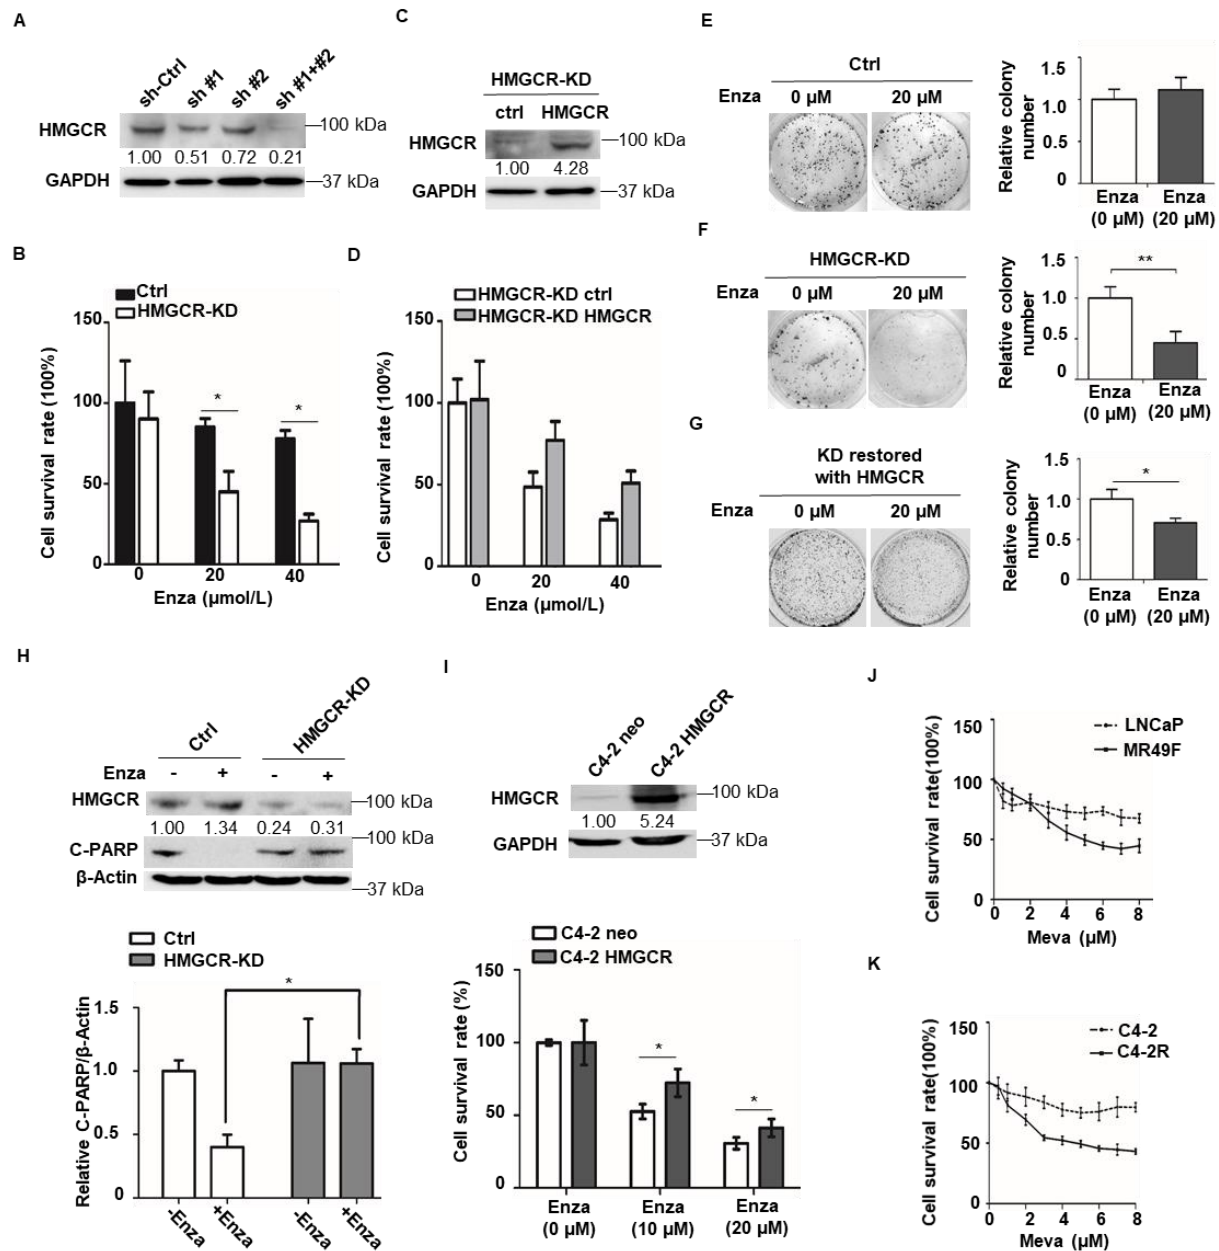 A
sh-Ctrl
sh #1
sh #2
sh #1+#2
HMGCR
100 kDa
1.00 0.51 0.72 0.21
GAPDH
37 kDa
B
Ctrl
HMGCR-KD
Cell survival rate (100%)
150
100
50
0
*
*
0 20 40
Enza (µmol/L)
C
HMGCR-KD
ctrl HMGCR
HMGCR
100 kDa
1.00 4.28
GAPDH
37 kDa
D
HMGCR-KD ctrl
HMGCR-KD HMGCR
Cell survival rate (100%)
150
100
50
0
0 20 40
Enza (µmol/L)
E
Ctrl
Enza 0 µM 20 µM
Relative colony
number
1.5
1.0
0.5
0
Enza
(0 µM)
Enza
(20 µM)
F
HMGCR-KD
Enza 0 µM 20 µM
Relative colony
number
1.5
1.0
0.5
0
**
Enza
(0 µM)
Enza
(20 µM)
G
KD restored
with HMGCR
Enza 0 µM 20 µM
Relative colony
number
1.5
1.0
0.5
0
*
Enza
(0 µM)
Enza
(20 µM)
H
Ctrl
HMGCR-KD
Enza - + - +
HMGCR
100 kDa
1.00 1.34 0.24 0.31
100 kDa
C-PARP
β-Actin
37 kDa
Ctrl
HMGCR-KD
Relative C-PARP/β-Actin
1.5
1.0
0.5
0
*
-Enza
+Enza
-Enza
+Enza
I
C4-2 neo
C4-2 HMGCR
HMGCR
100 kDa
1.00 5.24
GAPDH
37 kDa
C4-2 neo
C4-2 HMGCR
Cell survival rate (%)
150
100
50
0
*
*
Enza
(0 µM)
Enza
(10 µM)
Enza
(20 µM)
J
LNCaP
MR49F
Cell survival rate(100%)
150
100
50
0
0 2 4 6 8
Meva (µM)
K
C4-2
C4-2R
Cell survival rate(100%)
150
100
50
0
0 2 4 6 8
Meva (µM)